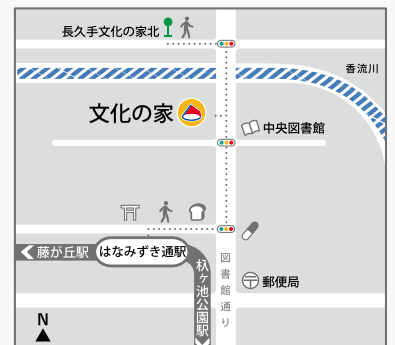 長久手文化の家北
香流川
文化の家
中央図書館
藤が丘駅
はなみずき通駅
杁ヶ池公園駅
図書館通り
郵便局
N